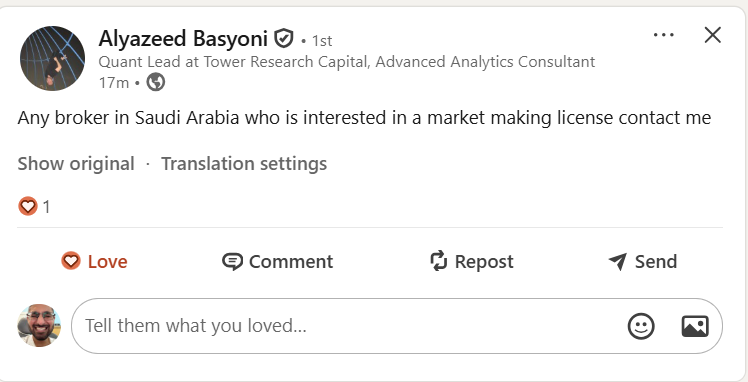 Alyazeed Basyoni • 1st
Quant Lead at Tower Research Capital, Advanced Analytics Consultant
17m •
Any broker in Saudi Arabia who is interested in a market making license contact me
Show original · Translation settings
1
Love Comment Repost Send
Tell them what you loved...